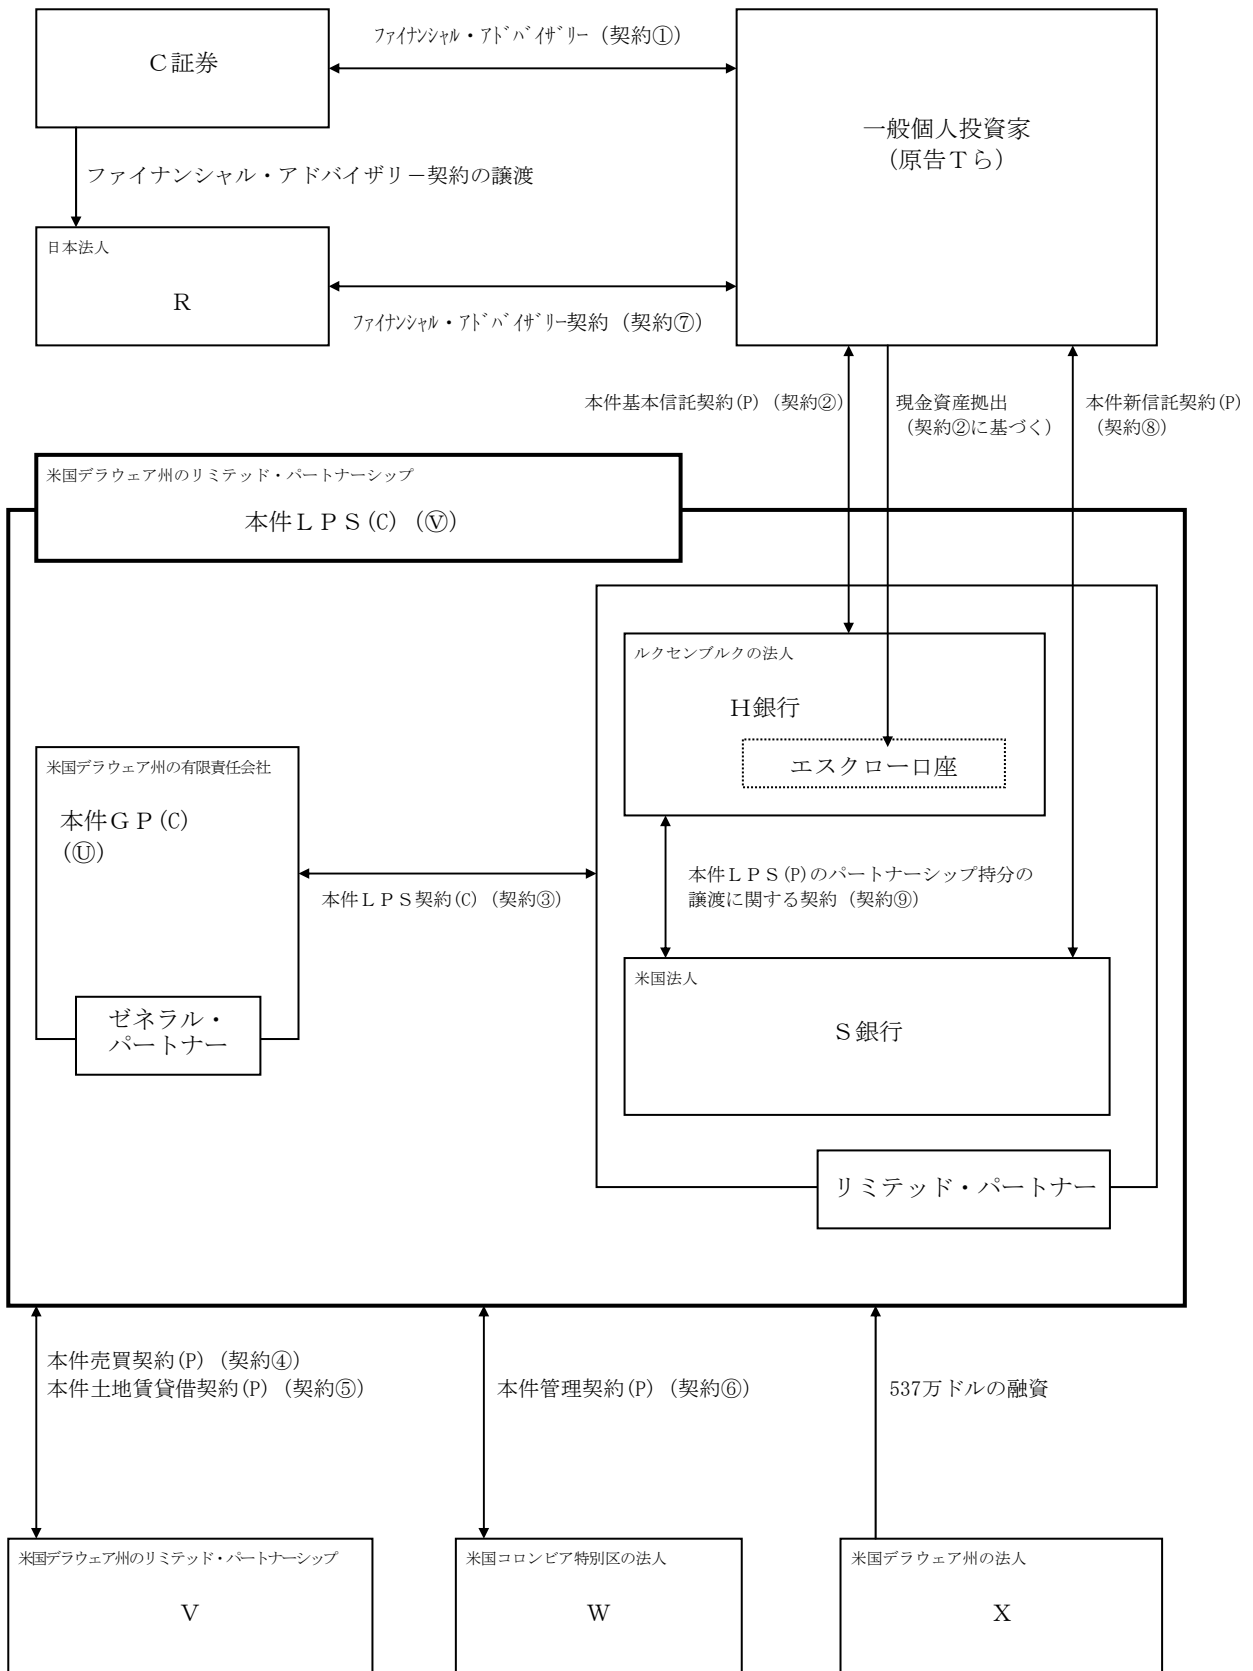 ファイナンシャル・アドバイザリー（契約①）
Ｃ証券
一般個人投資家
（原告Ｔら）
ファイナンシャル・アドバイザリ－契約の譲渡
日本法人
Ｒ
ファイナンシャル・アドバイザリー契約（契約⑦）
本件基本信託契約(P)（契約②）
現金資産拠出
（契約②に基づく）
本件新信託契約(P)
（契約⑧）
米国デラウェア州のリミテッド・パートナーシップ
本件ＬＰＳ(C)（Ⓥ）
ルクセンブルクの法人
Ｈ銀行
エスクロー口座
米国デラウェア州の有限責任会社
本件ＧＰ(C)
（Ⓤ）
本件ＬＰＳ契約(C)（契約③）
本件ＬＰＳ(P)のパートナーシップ持分の
譲渡に関する契約（契約⑨）
米国法人
Ｓ銀行
ゼネラル・
パートナー
リミテッド・パートナー
本件売買契約(P)（契約④）
本件土地賃貸借契約(P)（契約⑤）
本件管理契約(P)（契約⑥）
537万ドルの融資
米国デラウェア州のリミテッド・パートナーシップ
Ｖ
米国コロンビア特別区の法人
Ｗ
米国デラウェア州の法人
Ｘ